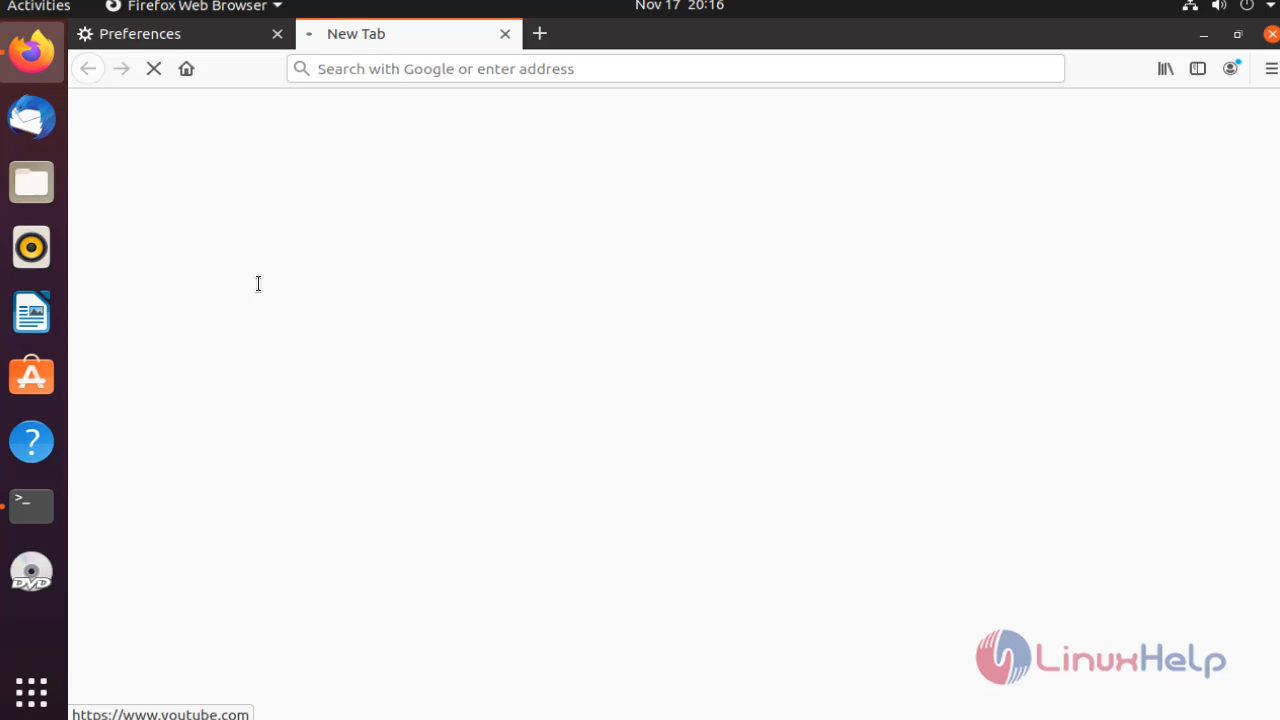 Activities
Firefox Web Browser
Nov 17 20:16
Preferences
New Tab
Search with Google or enter address
>_
DVD
LinuxHelp
https://www.youtube.com